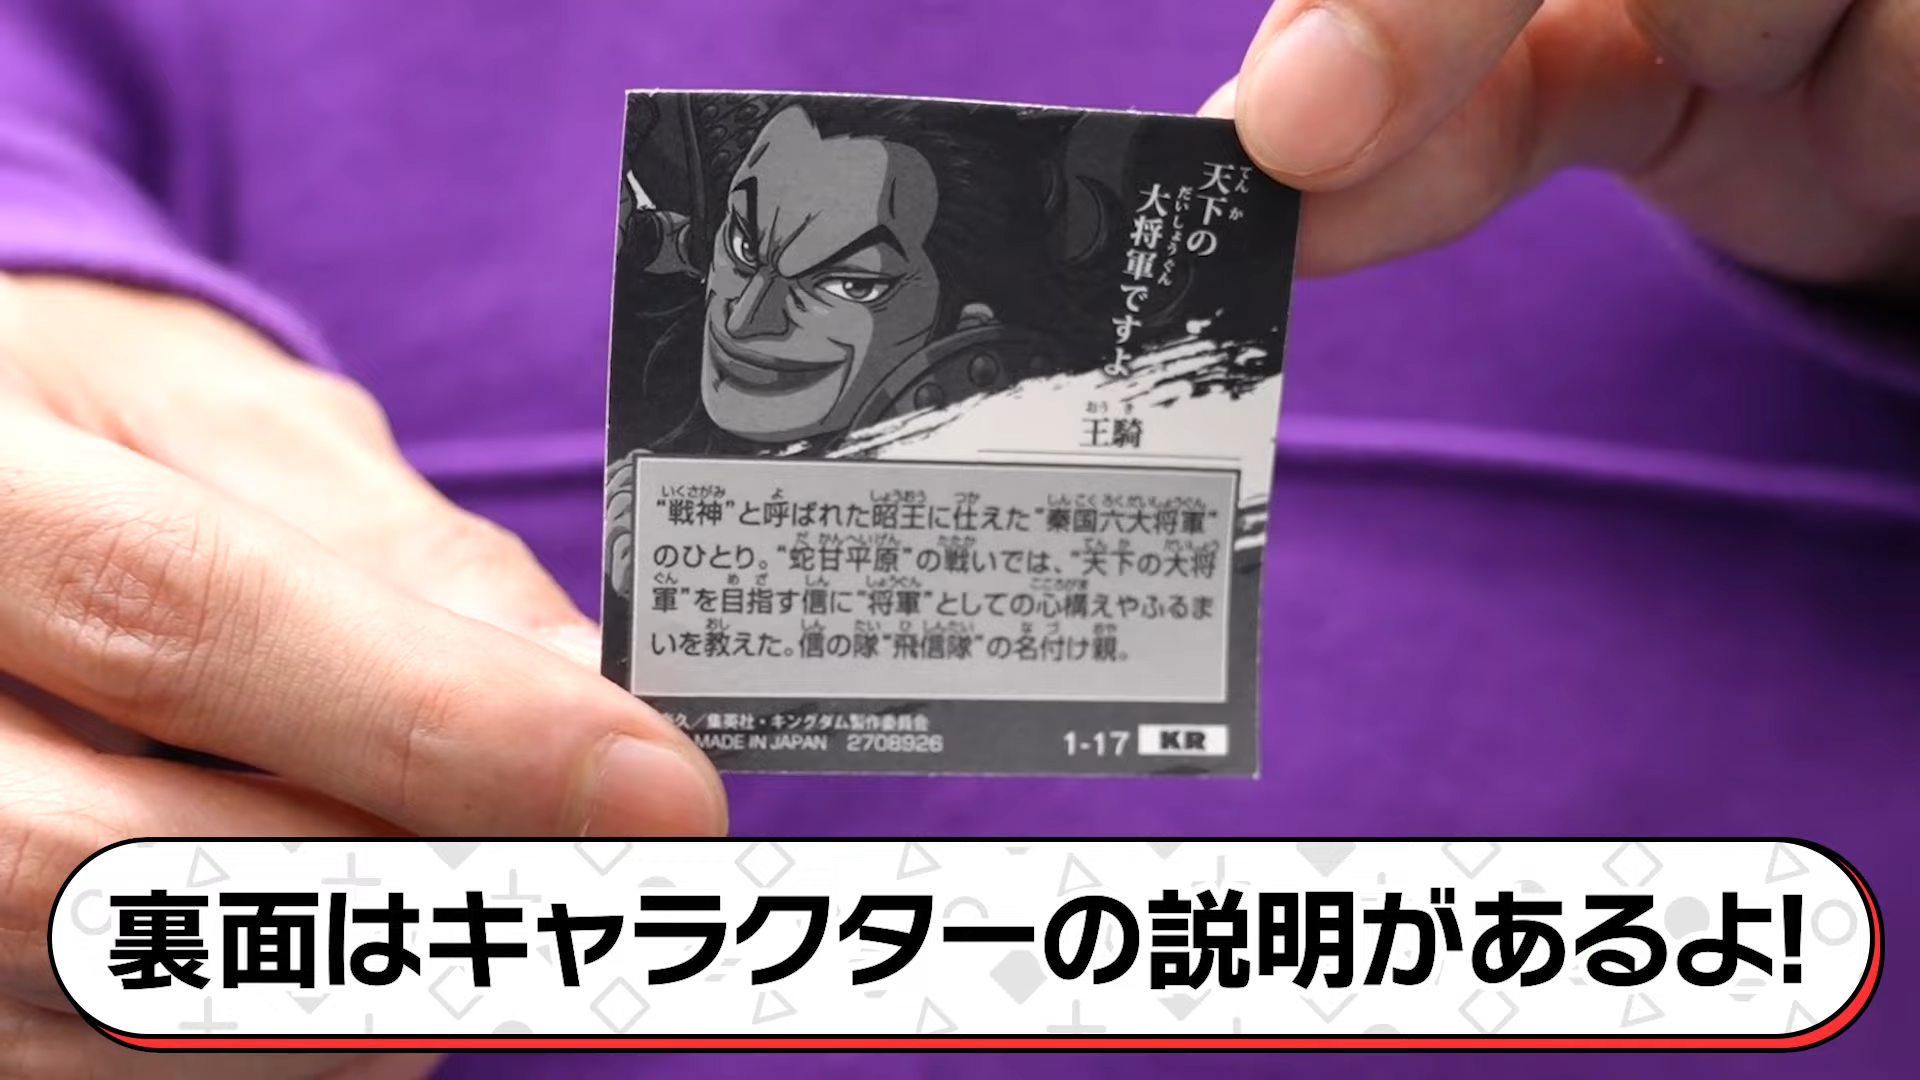 天下の
大将軍ですよ
王騎
“戦神”と呼ばれた昭王に仕えた“秦国六大将軍”
のひとり。“蛇甘平原”の戦いでは、“天下の大将
軍”を目指す信に“将軍”としての心構えやふるま
いを教えた。信の隊“飛信隊”の名付け親。
久／集英社・キングダム製作委員会
MADE IN JAPAN 2708926
1-17 KR
裏面はキャラクターの説明があるよ!